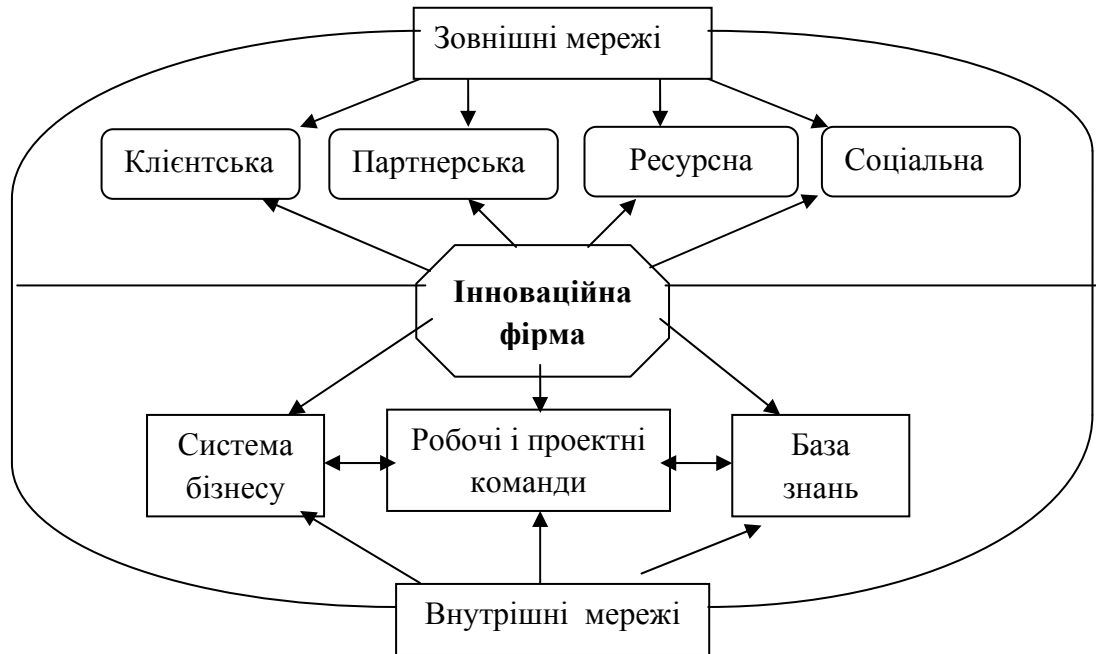 Зовнішні мережі
Клієнтська
Партнерська
Ресурсна
Соціальна
Інноваційна
фірма
Система
бізнесу
Робочі і проектні
команди
База
знань
Внутрішні мережі